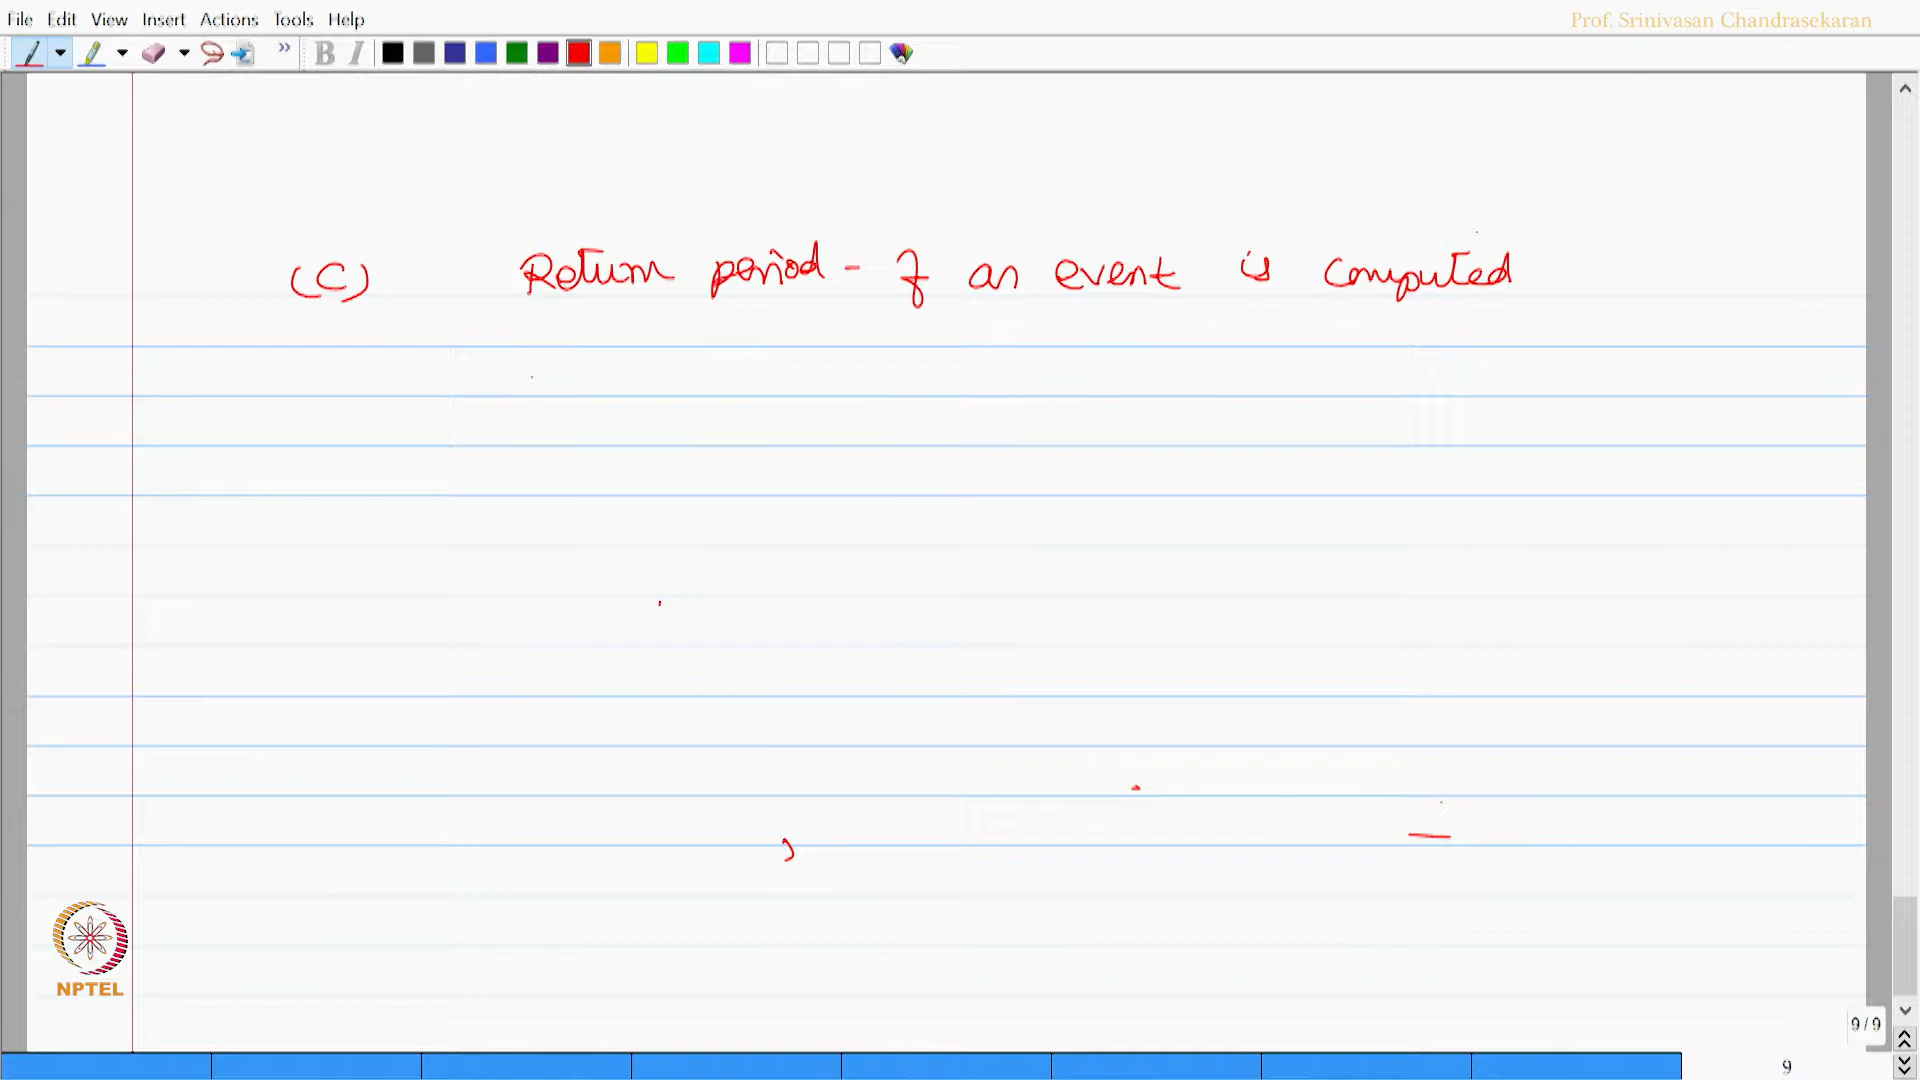 File Edit View Insert Actions Tools Help
Prof. Srinivasan Chandrasekaran
B I
(C) Return period - of an event is computed
NPTEL
9 / 9
9